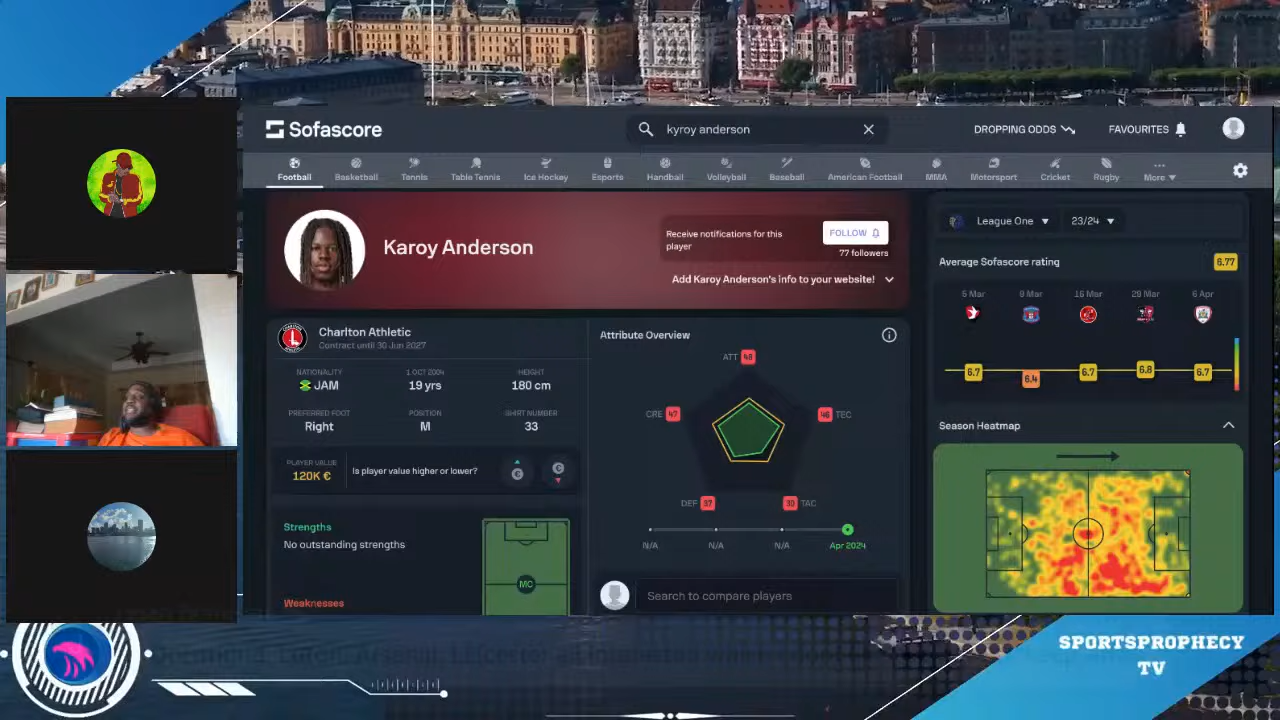 Sofascore
kyroy anderson
DROPPING ODDS
FAVOURITES
Football
Basketball
Tennis
Table Tennis
Ice Hockey
Esports
Handball
Volleyball
Baseball
American Football
MMA
Motorsport
Cricket
Rugby
More
Karoy Anderson
Receive notifications for this
player
FOLLOW
77 followers
Add Karoy Anderson's info to your website!
League One
23/24
Average Sofascore rating
6.77
5 Mar
9 Mar
16 Mar
29 Mar
6 Apr
6.7
6.4
6.7
6.8
6.7
Season Heatmap
Charlton Athletic
Contract until 30 Jun 2027
NATIONALITY
1 OCT 2004
HEIGHT
JAM
19 yrs
180 cm
PREFERRED FOOT
POSITION
SHIRT NUMBER
Right
M
33
PLAYER VALUE
120K €
Is player value higher or lower?
Strengths
No outstanding strengths
Weaknesses
MC
Attribute Overview
ATT 48
CRE 47
46 TEC
DEF 37
30 TAC
N/A
N/A
N/A
Apr 2024
Search to compare players
SPORTSPROPHECY
TV